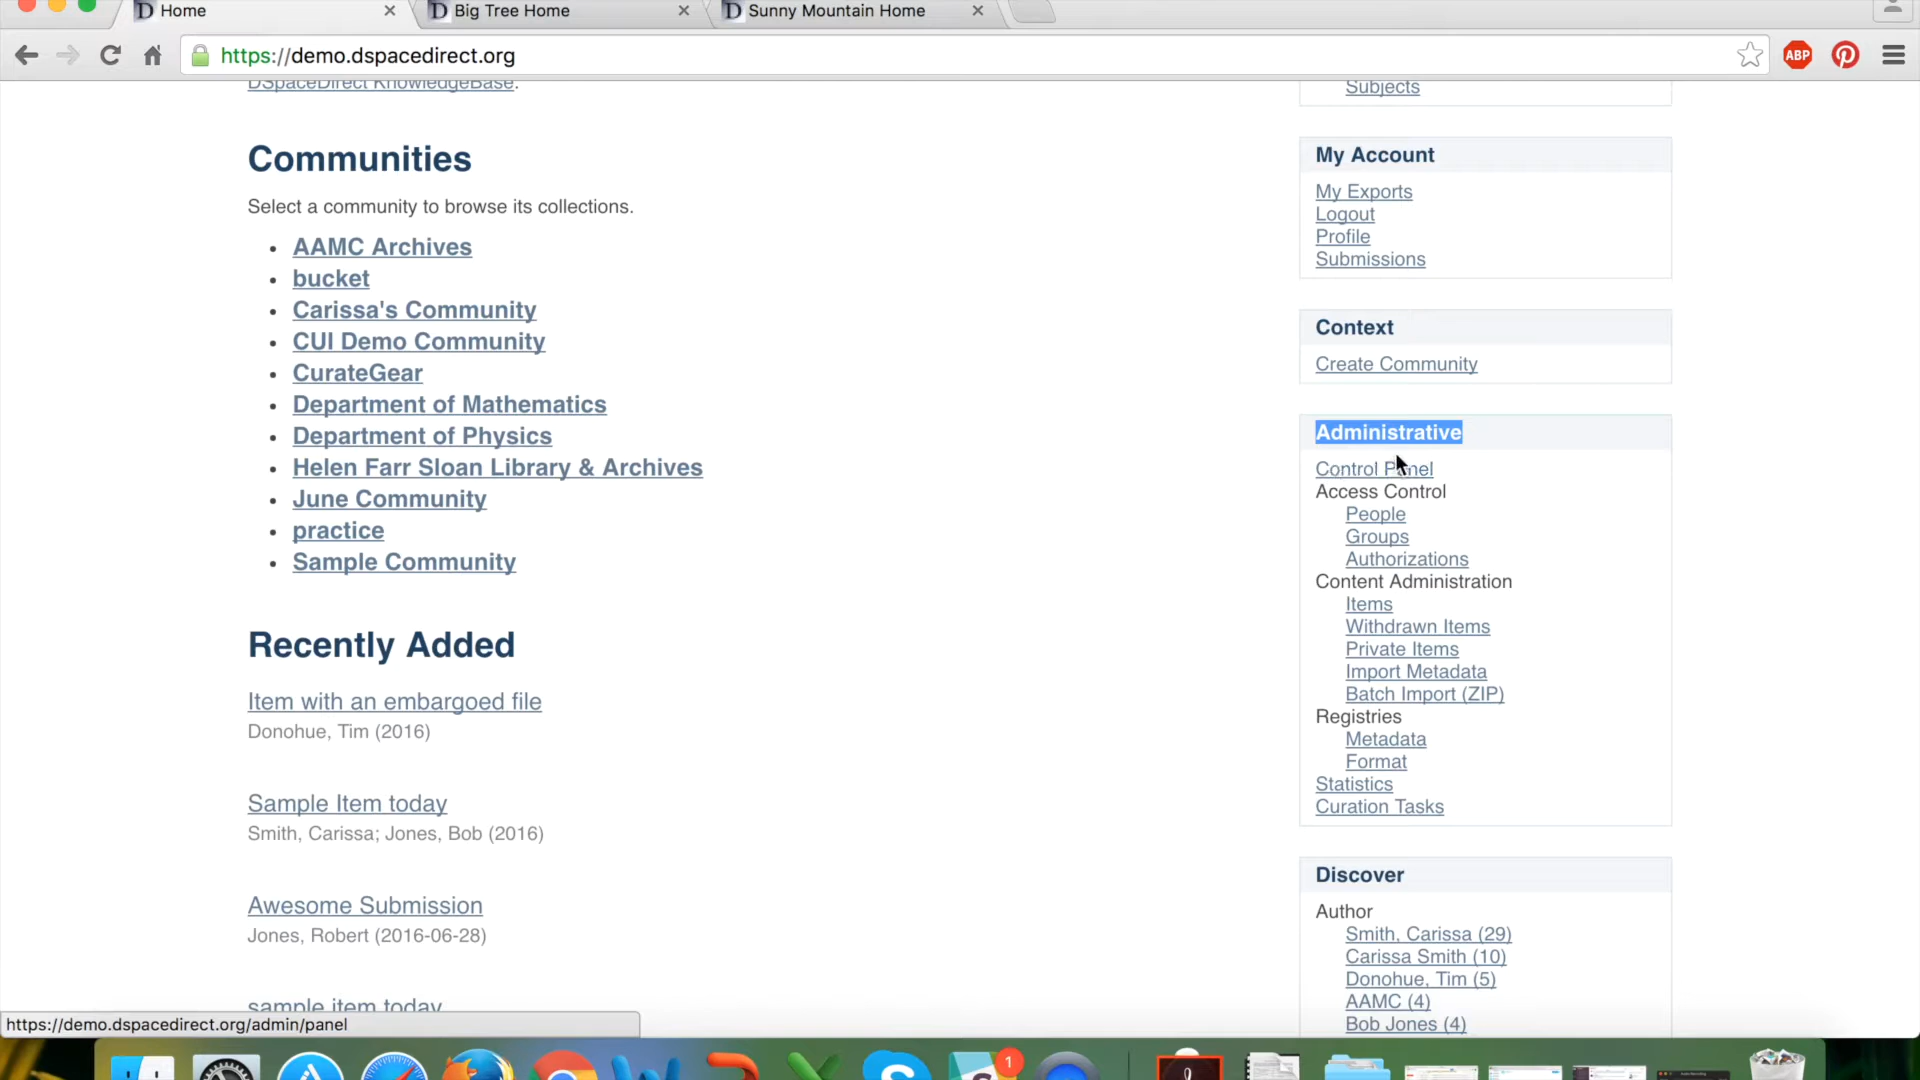 Home
Big Tree Home
Sunny Mountain Home
https://demo.dspacedirect.org
ABP
DSpaceDirect KnowledgeBase.
Communities
Select a community to browse its collections.
AAMC Archives
bucket
Carissa's Community
CUI Demo Community
CurateGear
Department of Mathematics
Department of Physics
Helen Farr Sloan Library & Archives
June Community
practice
Sample Community
Recently Added
Item with an embargoed file
Donohue, Tim (2016)
Sample Item today
Smith, Carissa; Jones, Bob (2016)
Awesome Submission
Jones, Robert (2016-06-28)
sample item today
Subjects
My Account
My Exports
Logout
Profile
Submissions
Context
Create Community
Administrative
Control Panel
Access Control
People
Groups
Authorizations
Content Administration
Items
Withdrawn Items
Private Items
Import Metadata
Batch Import (ZIP)
Registries
Metadata
Format
Statistics
Curation Tasks
Discover
Author
Smith, Carissa (29)
Carissa Smith (10)
Donohue, Tim (5)
AAMC (4)
Bob Jones (4)
https://demo.dspacedirect.org/admin/panel
1